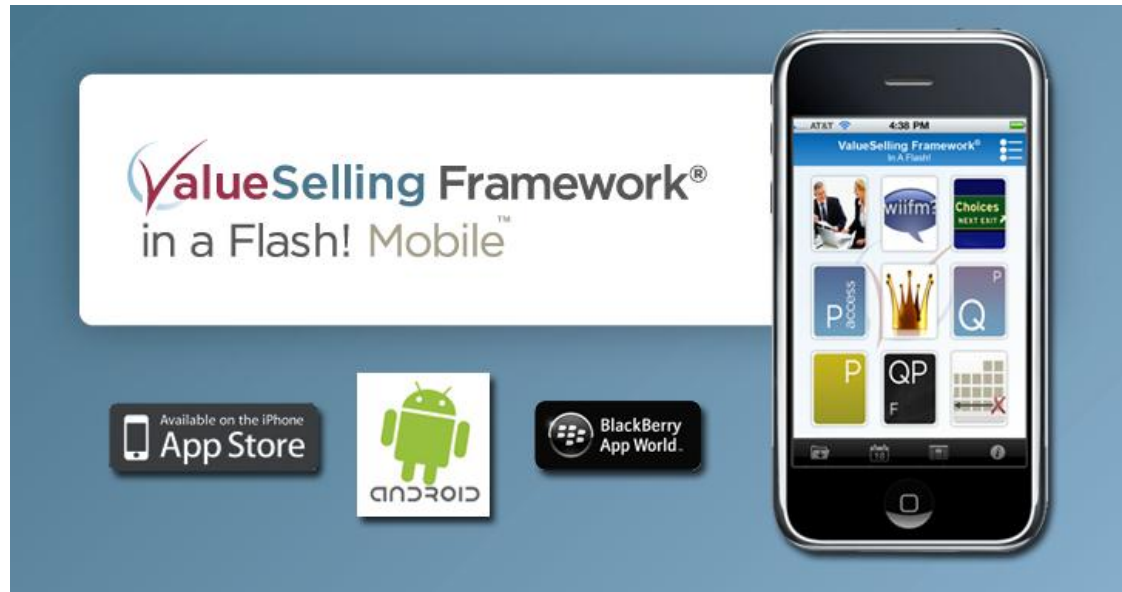 ValueSelling Framework®
in a Flash! Mobile™
Available on the iPhone
App Store
ANDROID
BlackBerry
App World™
AT&T 4:38 PM
ValueSelling Framework®
In A Flash!
wiifm?
Choices
NEXT EXIT
P access
P
Q
P
QP
F
X